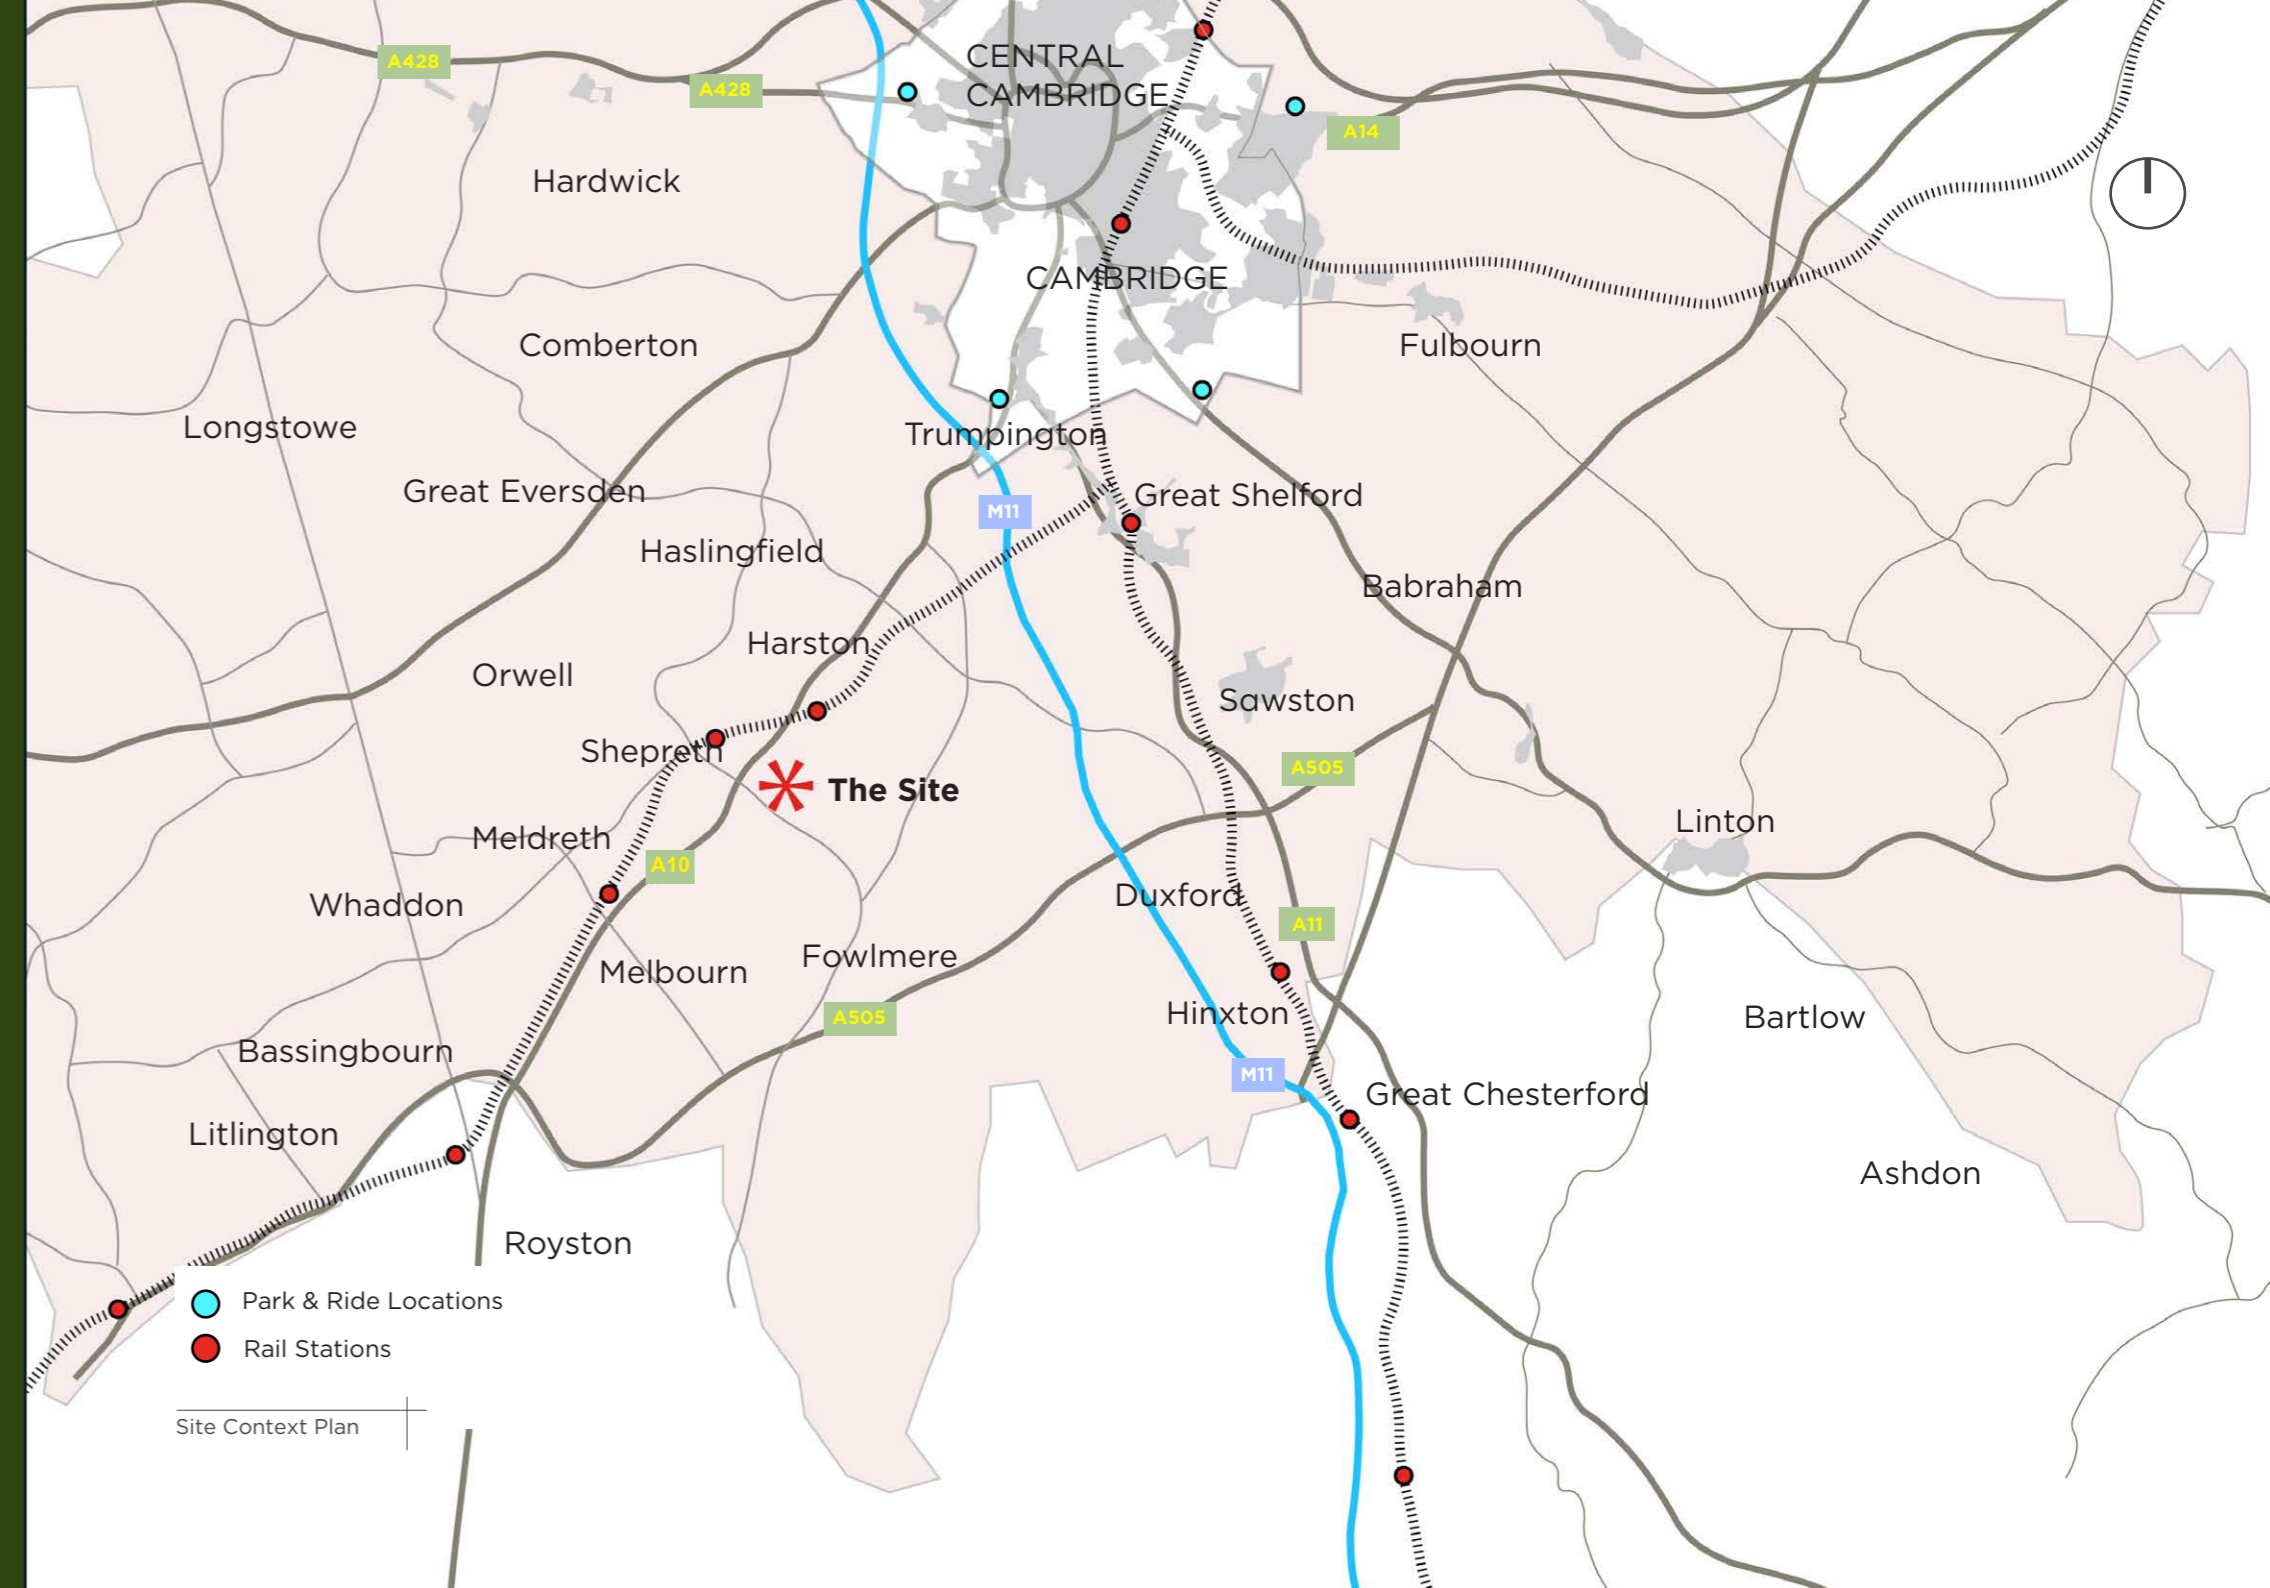 CENTRAL
CAMBRIDGE
A428
A428
A14
Hardwick
CAMBRIDGE
Comberton
Fulbourn
Longstowe
Trumpington
Great Eversden
Great Shelford
M11
Haslingfield
Babraham
Harston
Orwell
Sawston
Shepreth
A505
The Site
Linton
Meldreth
A10
Duxford
Whaddon
A11
Fowlmere
Melbourn
Hinxton
A505
Bartlow
Bassingbourn
M11
Great Chesterford
Litlington
Ashdon
Royston
Park & Ride Locations
Rail Stations
Site Context Plan